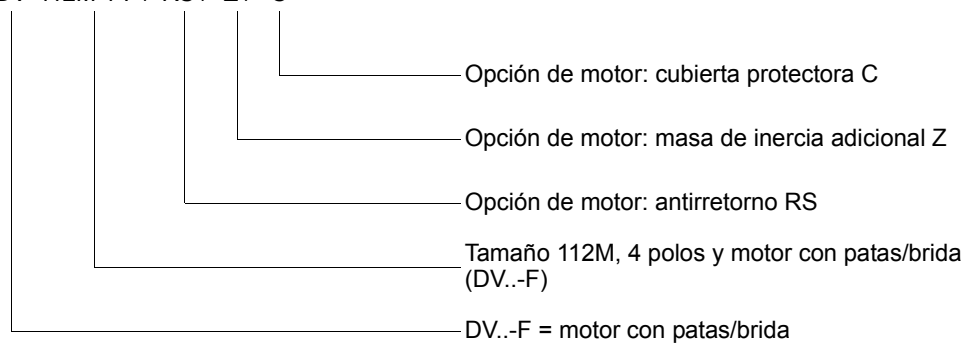 Opción de motor: cubierta protectora C
Opción de motor: masa de inercia adicional Z
Opción de motor: antirretorno RS
Tamaño 112M, 4 polos y motor con patas/brida
(DV..-F)
DV..-F = motor con patas/brida